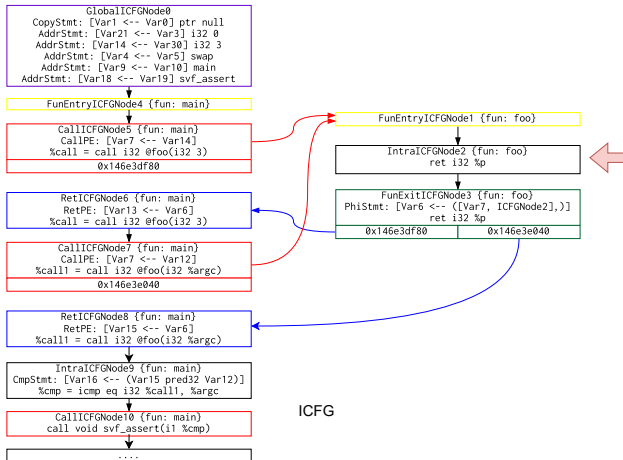 GlobalICFGNode0
CopyStmt: [Var1 <-- Var0] ptr null
AddrStmt: [Var21 <-- Var3] i32 0
AddrStmt: [Var14 <-- Var30] i32 3
AddrStmt: [Var4 <-- Var5] swap
AddrStmt: [Var9 <-- Var10] main
AddrStmt: [Var18 <-- Var19] svf_assert
FunEntryICFGNode4 {fun: main}
CallICFGNode5 {fun: main}
CallPE: [Var7 <-- Var14]
%call = call i32 @foo(i32 3)
0x146e3df80
RetICFGNode6 {fun: main}
RetPE: [Var13 <-- Var6]
%call = call i32 @foo(i32 3)
CallICFGNode7 {fun: main}
CallPE: [Var7 <-- Var12]
%call1 = call i32 @foo(i32 %argc)
0x146e3e040
RetICFGNode8 {fun: main}
RetPE: [Var15 <-- Var6]
%call1 = call i32 @foo(i32 %argc)
IntraICFGNode9 {fun: main}
CmpStmt: [Var16 <-- (Var15 pred32 Var12)]
%cmp = icmp eq i32 %call1, %argc
CallICFGNode10 {fun: main}
call void svf_assert(i1 %cmp)
....
FunEntryICFGNode1 {fun: foo}
IntraICFGNode2 {fun: foo}
ret i32 %p
FunExitICFGNode3 {fun: foo}
PhiStmt: [Var6 <-- ([Var7, ICFGNode2],)]
ret i32 %p
0x146e3df80
0x146e3e040
ICFG